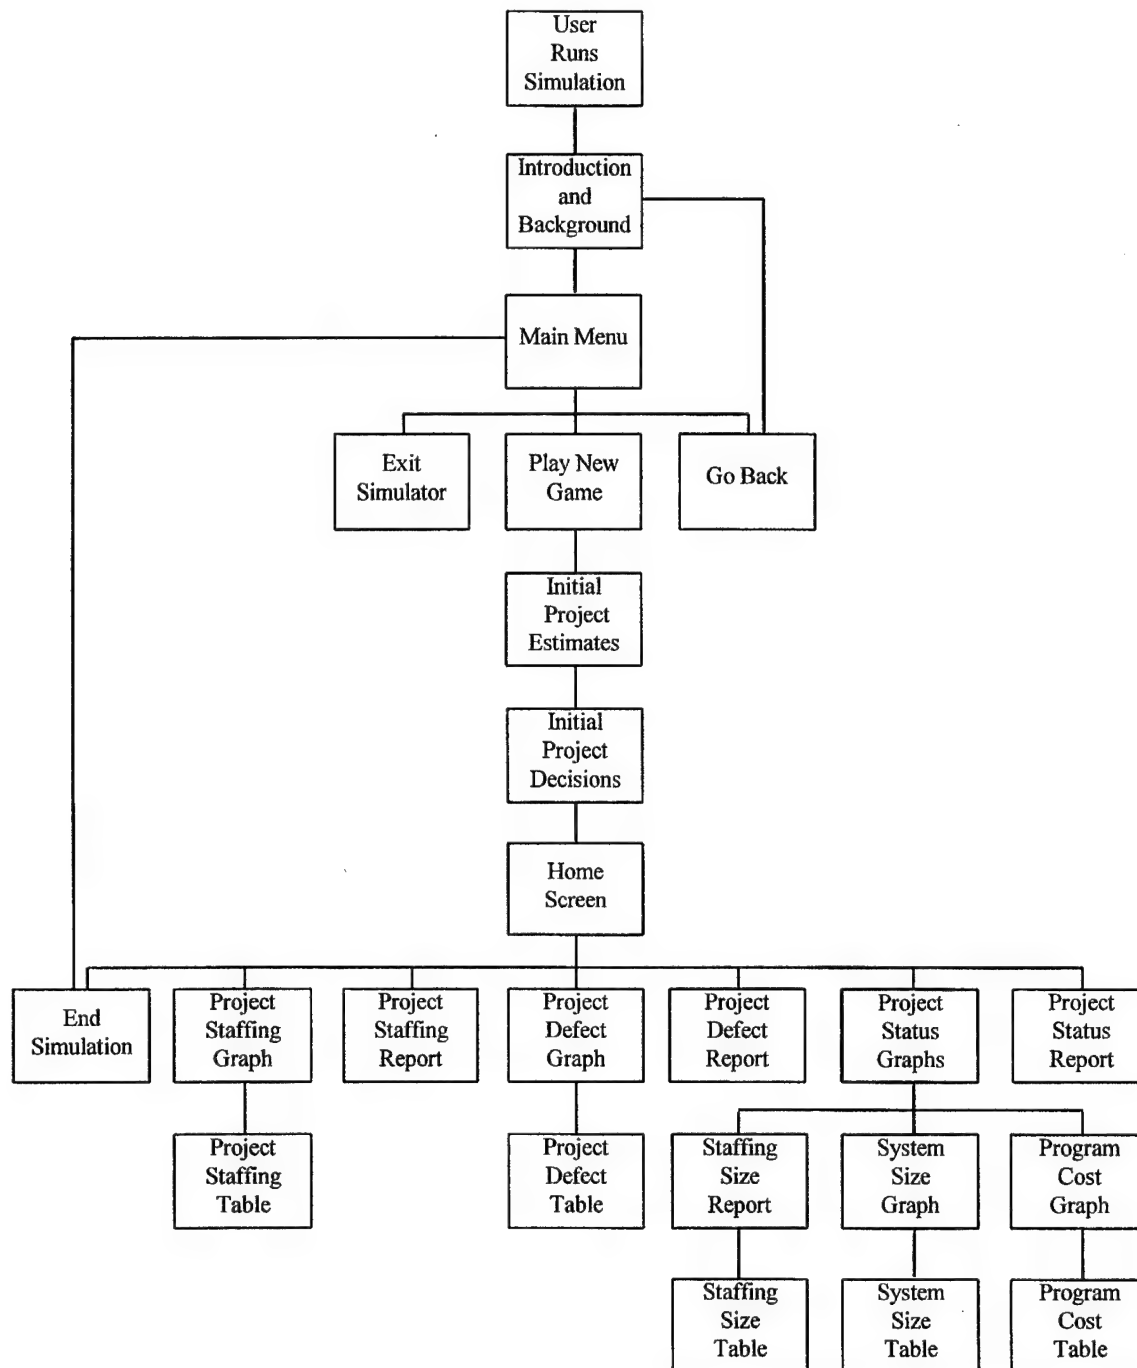 User
Runs
Simulation
Introduction
and
Background
Main Menu
Exit
Simulator
Play New
Game
Go Back
Initial
Project
Estimates
Initial
Project
Decisions
Home
Screen
End
Simulation
Project
Staffing
Graph
Project
Staffing
Report
Project
Defect
Graph
Project
Defect
Report
Project
Status
Graphs
Project
Status
Report
Project
Staffing
Table
Project
Defect
Table
Staffing
Size
Report
System
Size
Graph
Program
Cost
Graph
Staffing
Size
Table
System
Size
Table
Program
Cost
Table